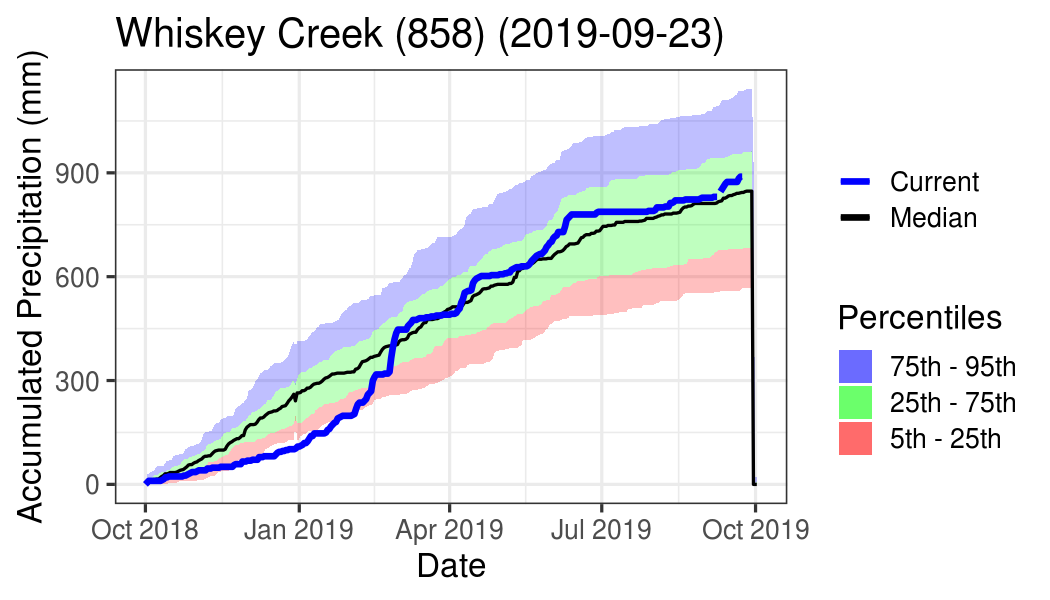 Whiskey Creek (858) (2019-09-23)
Accumulated Precipitation (mm)
900
600
300
0
Oct 2018
Jan 2019
Apr 2019
Jul 2019
Oct 2019
Date
Current
Median
Percentiles
75th - 95th
25th - 75th
5th - 25th